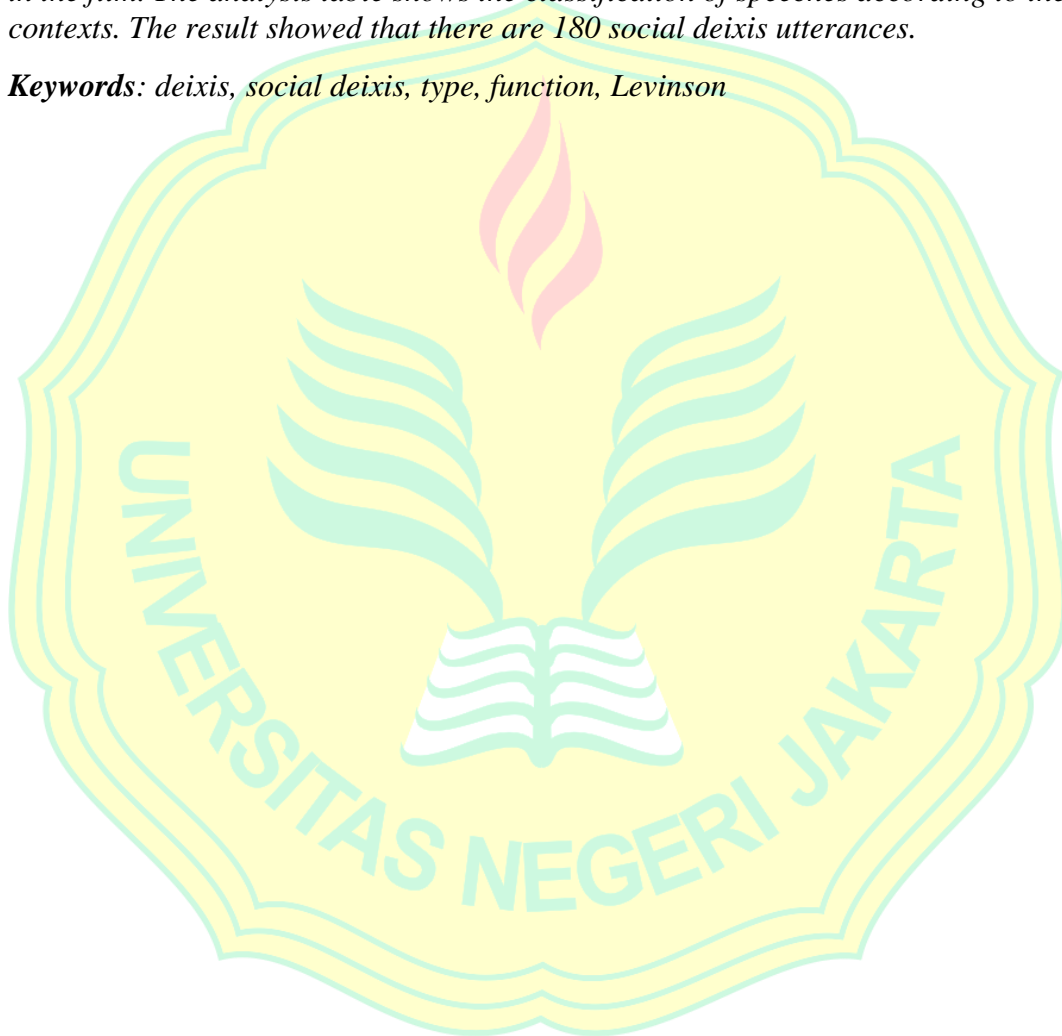 in the film. The analysis table shows the classification of speeches according to the
contexts. The result showed that there are 180 social deixis utterances.
Keywords: deixis, social deixis, type, function, Levinson
UNIVERSITAS NEGERI JAKARTA